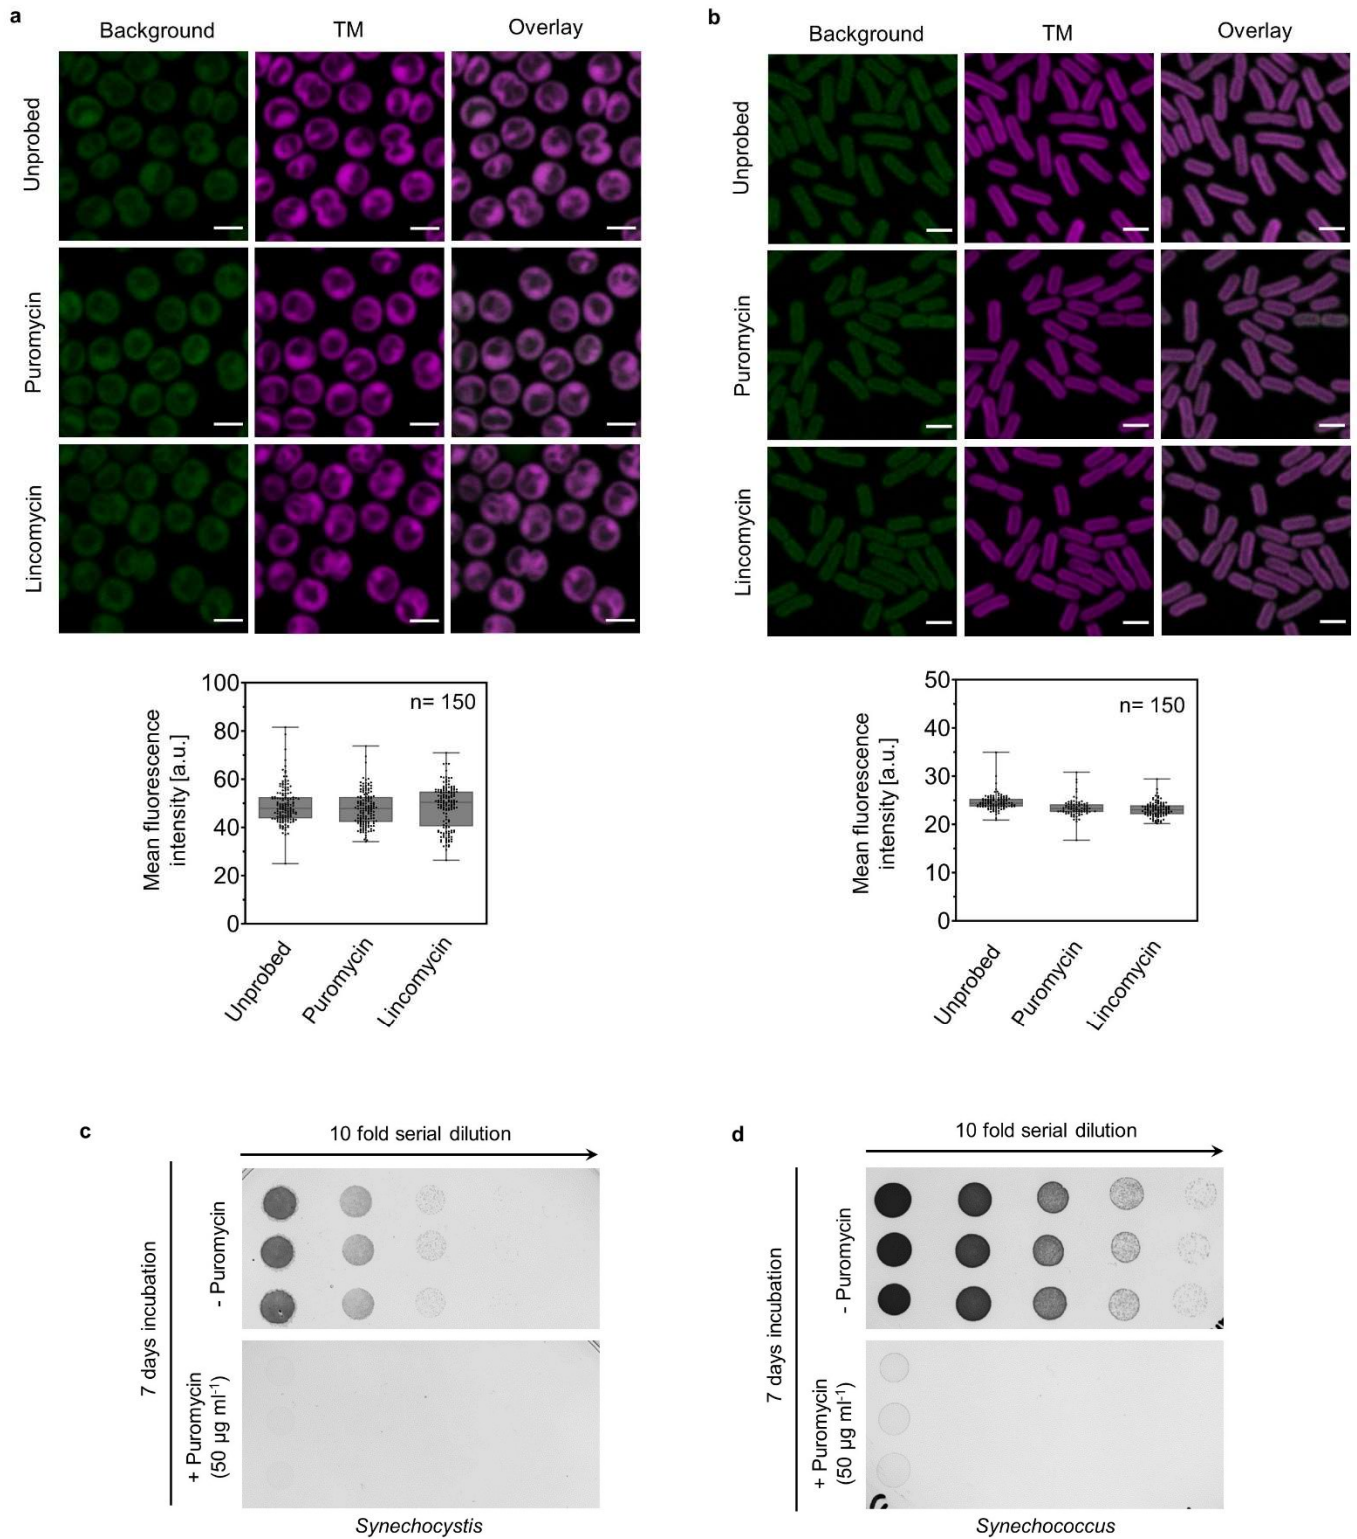 a
Background TM Overlay
Unprobed
Puromycin
Lincomycin
Mean fluorescence
intensity [a.u.]
100
80
60
40
20
0
n= 150
Unprobed Puromycin Lincomycin
b
Background TM Overlay
Unprobed
Puromycin
Lincomycin
Mean fluorescence
intensity [a.u.]
50
40
30
20
10
0
n= 150
Unprobed Puromycin Lincomycin
c
10 fold serial dilution
7 days incubation
- Puromycin
+ Puromycin
(50 µg ml⁻¹)
Synechocystis
d
10 fold serial dilution
7 days incubation
- Puromycin
+ Puromycin
(50 µg ml⁻¹)
Synechococcus